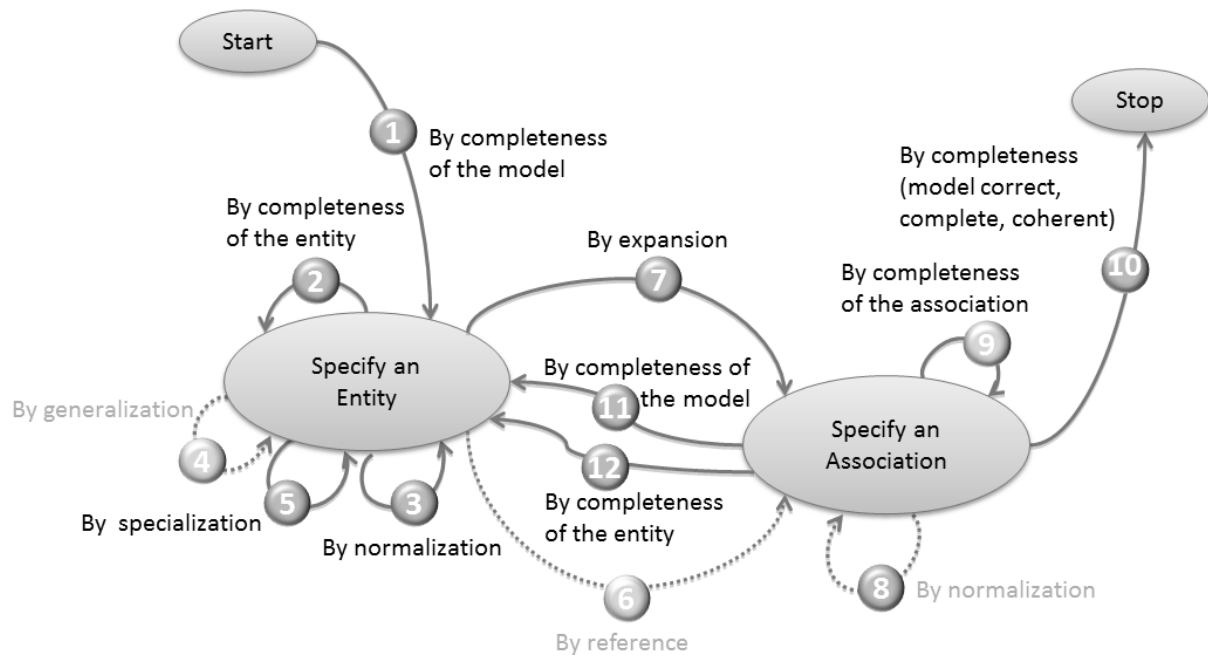 Start
Stop
1
By completeness
of the model
By completeness
(model correct,
complete, coherent)
By completeness
of the entity
By expansion
10
2
7
By completeness
of the association
9
Specify an
Entity
By completeness of
the model
11
By generalization
Specify an
Association
4
12
5
3
By completeness
of the entity
By  specialization
By normalization
6
8
By normalization
By reference